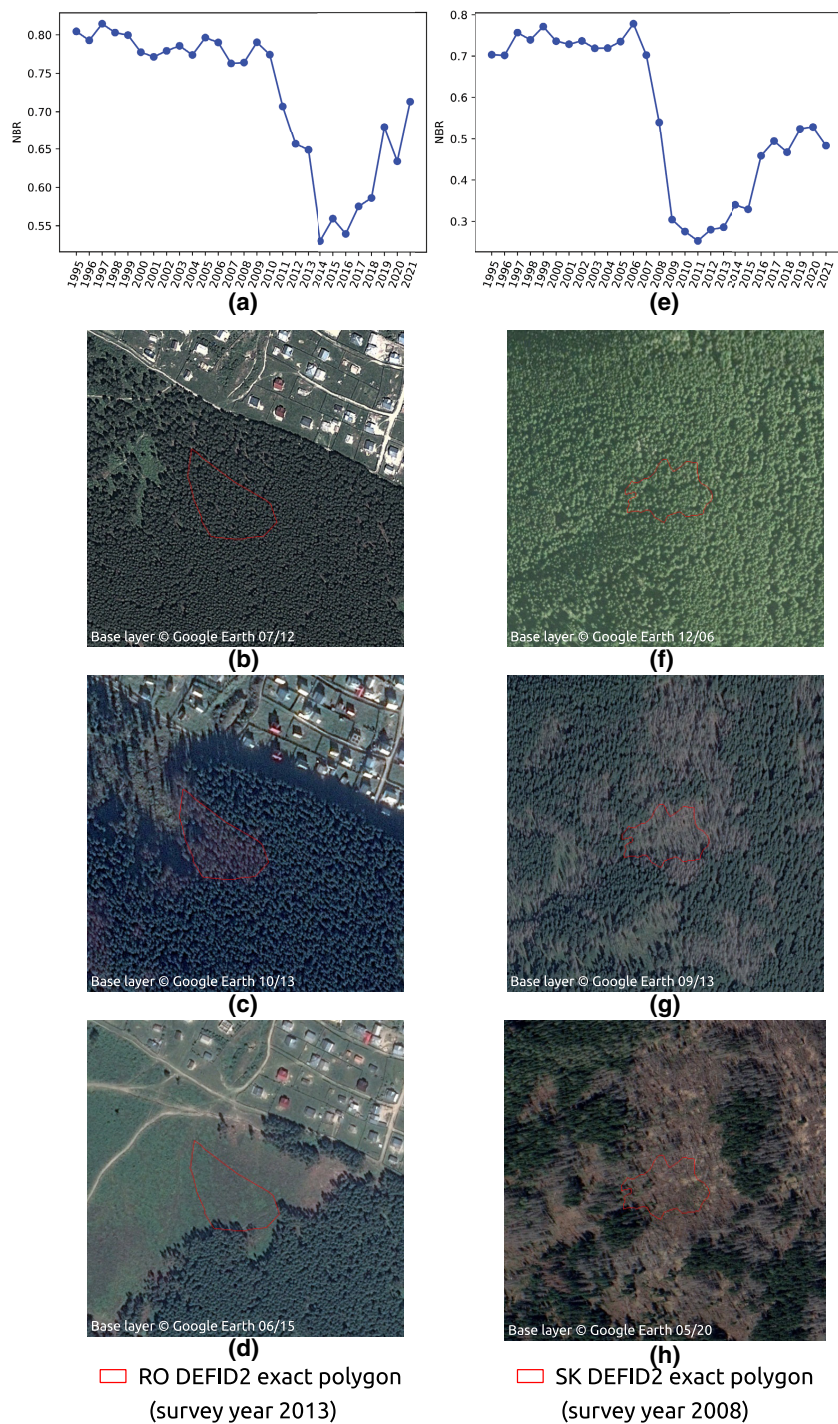 0.80
0.75
0.70
0.65
0.60
0.55
NBR
1995 1996 1997 1998 1999 2000 2001 2002 2003 2004 2005 2006 2007 2008 2009 2010 2011 2012 2013 2014 2015 2016 2017 2018 2019 2020 2021
(a)
0.8
0.7
0.6
0.5
0.4
0.3
NBR
1995 1996 1997 1998 1999 2000 2001 2002 2003 2004 2005 2006 2007 2008 2009 2010 2011 2012 2013 2014 2015 2016 2017 2018 2019 2020 2021
(e)
Base layer © Google Earth 07/12
(b)
Base layer © Google Earth 12/06
(f)
Base layer © Google Earth 10/13
(c)
Base layer © Google Earth 09/13
(g)
Base layer © Google Earth 06/15
(d)
Base layer © Google Earth 05/20
(h)
RO DEFID2 exact polygon
(survey year 2013)
SK DEFID2 exact polygon
(survey year 2008)